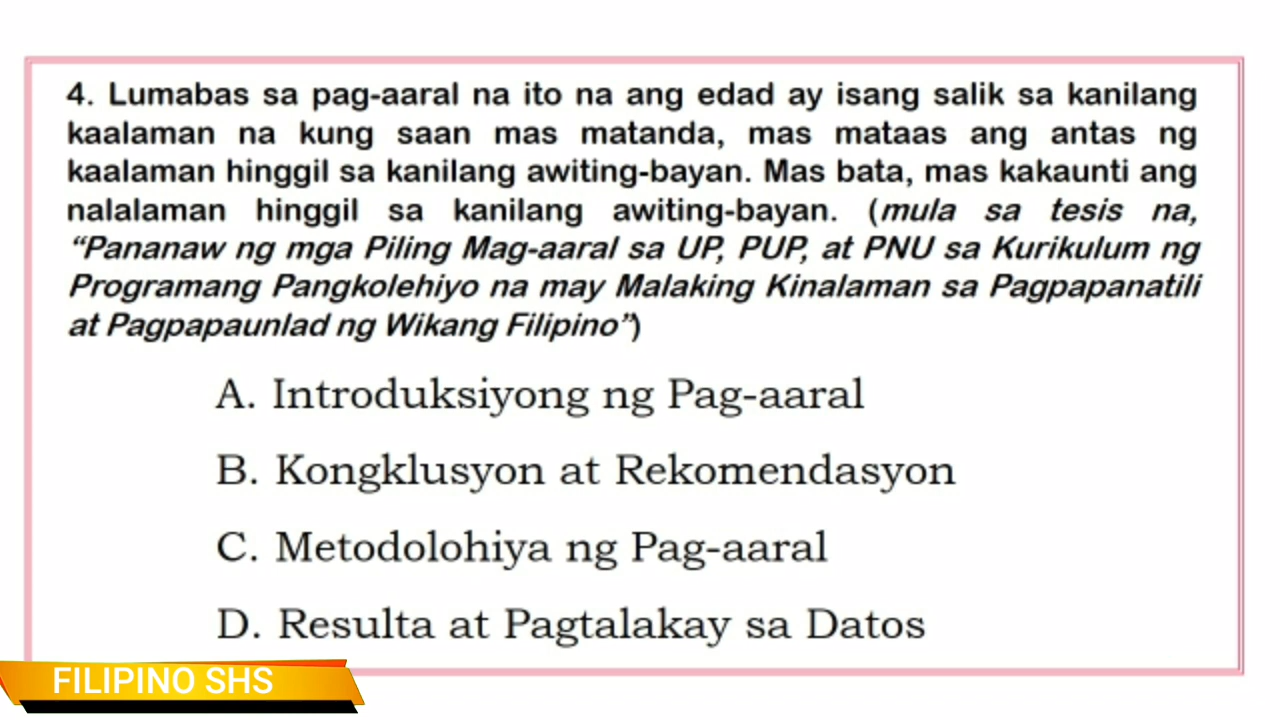 4. Lumabas sa pag-aaral na ito na ang edad ay isang salik sa kanilang
kaalaman na kung saan mas matanda, mas mataas ang antas ng
kaalaman hinggil sa kanilang awiting-bayan. Mas bata, mas kakaunti ang
nalalaman hinggil sa kanilang awiting-bayan. (mula sa tesis na,
“Pananaw ng mga Piling Mag-aaral sa UP, PUP, at PNU sa Kurikulum ng
Programang Pangkolehiyo na may Malaking Kinalaman sa Pagpapanatili
at Pagpapaunlad ng Wikang Filipino”)
A. Introduksiyong ng Pag-aaral
B. Kongklusyon at Rekomendasyon
C. Metodolohiya ng Pag-aaral
D. Resulta at Pagtalakay sa Datos
FILIPINO SHS